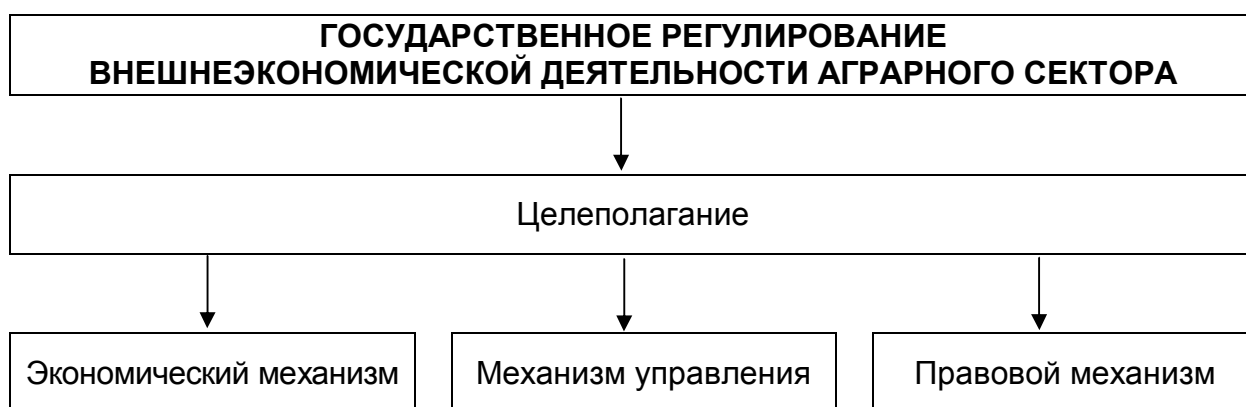 ГОСУДАРСТВЕННОЕ РЕГУЛИРОВАНИЕ
ВНЕШНЕЭКОНОМИЧЕСКОЙ ДЕЯТЕЛЬНОСТИ АГРАРНОГО СЕКТОРА
Целеполагание
Экономический механизм
Механизм управления
Правовой механизм